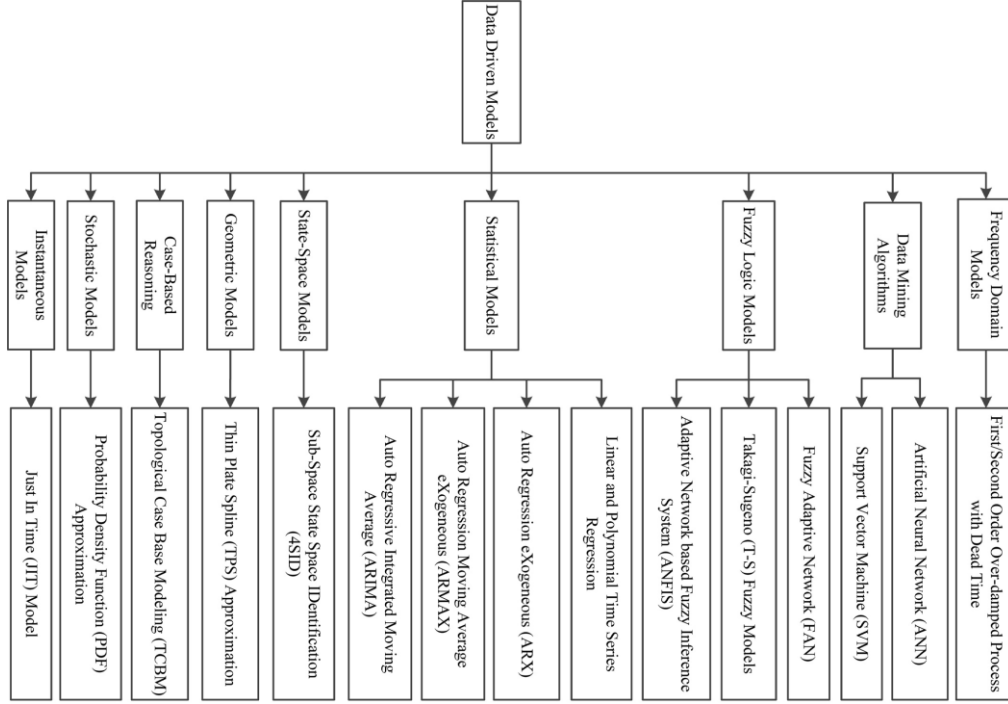 Data Driven Models
Frequency Domain
Models
Data Mining
Algorithms
Fuzzy Logic Models
Statistical Models
State-Space Models
Geometric Models
Case-Based
Reasoning
Stochastic Models
Instantaneous
Models
First/Second Order Over-damped Process
with Dead Time
Artificial Neural Network (ANN)
Support Vector Machine (SVM)
Fuzzy Adaptive Network (FAN)
Takagi-Sugeno (T-S) Fuzzy Models
Adaptive Network based Fuzzy Inference
System (ANFIS)
Linear and Polynomial Time Series
Regression
Auto Regression eXogeneous (ARX)
Auto Regression Moving Average
eXogeneous (ARMAX)
Auto Regressive Integrated Moving
Average (ARIMA)
Sub-Space State Space IDentification
(4SID)
Thin Plate Spline (TPS) Approximation
Topological Case Base Modeling (TCBM)
Probability Density Function (PDF)
Approximation
Just In Time (JIT) Model